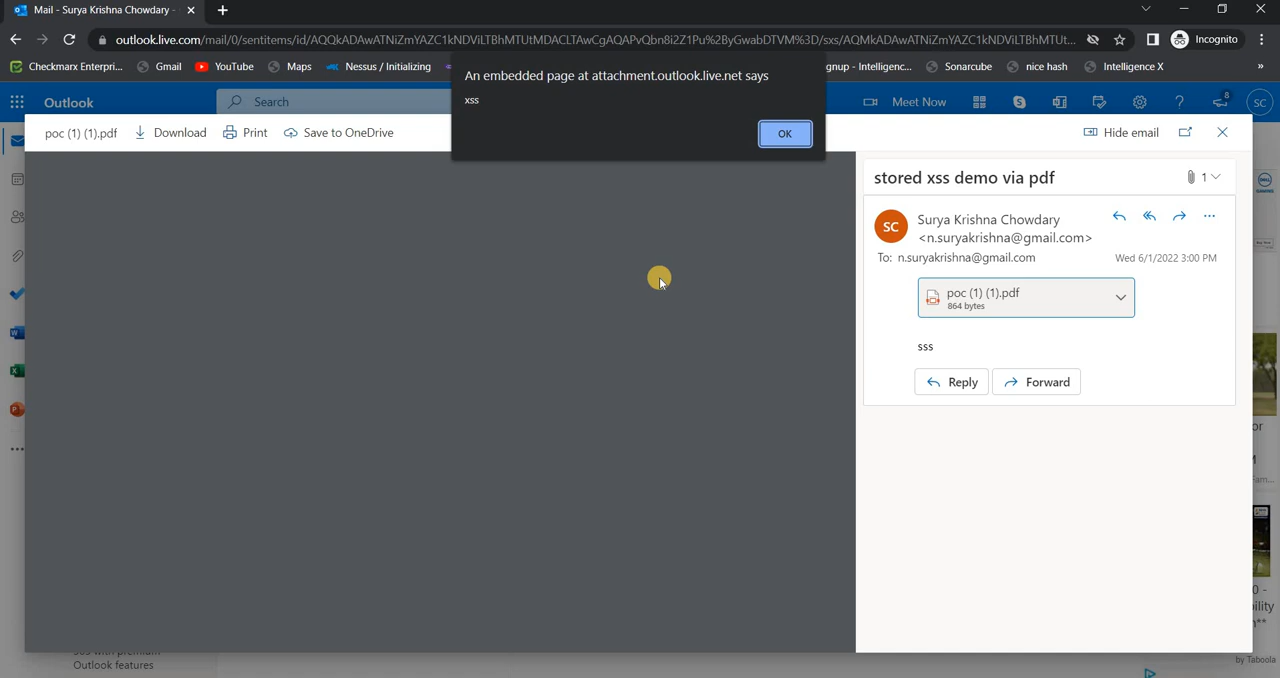 Mail - Surya Krishna Chowdary -
outlook.live.com/mail/0/sentitems/id/AQQkADAwATNiZmYAZC1kNDViLTBhMTUtMDACLTAwCgAQAPvQbn8i2Z1Pu%2ByGwabDTVM%3D/sxs/AQMkADAwATNiZmYAZC1kNDViLTBhMTUt...
Incognito
Checkmarx Enterpri...
Gmail
YouTube
Maps
Nessus / Initializing
gnup - Intelligenc...
Sonarcube
nice hash
Intelligence X
»
An embedded page at attachment.outlook.live.net says
xss
OK
Outlook
Search
Meet Now
8
SC
poc (1) (1).pdf
Download
Print
Save to OneDrive
Hide email
stored xss demo via pdf
1
SC
Surya Krishna Chowdary
<n.suryakrishna@gmail.com>
To: n.suryakrishna@gmail.com
Wed 6/1/2022 3:00 PM
poc (1) (1).pdf
864 bytes
sss
Reply
Forward
Outlook features
by Taboola